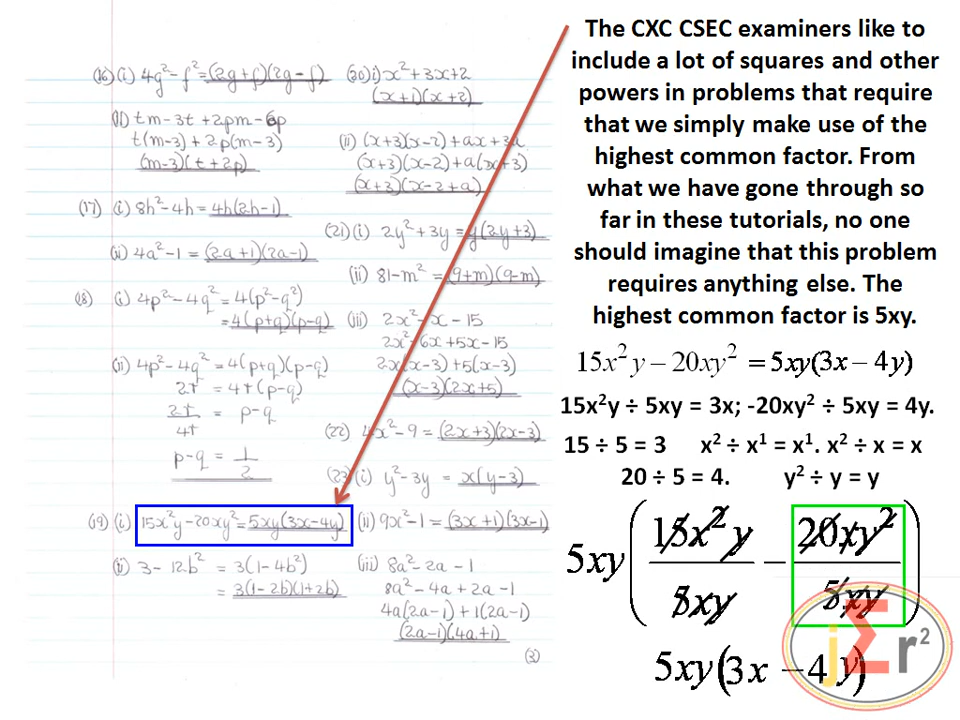 (16)(i) 4g²-f² = (2g+f)(2g-f)
(ii) tm-3t+2pm-6p
t(m-3)+2p(m-3)
(m-3)(t+2p)
(17) (i) 8h²-4h = 4h(2h-1)
(ii) 4a²-1 = (2a+1)(2a-1)
(18) (i) 4p²-4q² = 4(p²-q²)
= 4(p+q)(p-q)
(ii) 4p²-4q² = 4(p+q)(p-q)
p-q
p-q = 1/2
(19) (i) 15x²y-20xy² = 5xy(3x-4y)
(ii) 3-12b² = 3(1-4b²)
= 3(1-2b)(1+2b)
(20)i) x²+3x+2
(x+1)(x+2)
(ii) (x+3)(x-2)+ax+3a
(x+3)(x-2)+a(x+3)
(x+3)(x-2+a)
(21)(i) 2y²+3y = y(2y+3)
(ii) 81-m² = (9+m)(9-m)
(iii) 2x²-x-15
2x²-6x+5x-15
2x(x-3)+5(x-3)
(x-3)(2x+5)
(22) 4x²-9 = (2x+3)(2x-3)
(23)(i) y²-3y = x(y-3)
(ii) 9x²-1 = (3x+1)(3x-1)
(iii) 8a²-2a-1
8a²-4a+2a-1
4a(2a-1)+1(2a-1)
(2a-1)(4a+1)
(3)
The CXC CSEC examiners like to
include a lot of squares and other
powers in problems that require
that we simply make use of the
highest common factor. From
what we have gone through so
far in these tutorials, no one
should imagine that this problem
requires anything else. The
highest common factor is 5xy.
15x²y - 20xy² = 5xy(3x - 4y)
15x²y ÷ 5xy = 3x; -20xy² ÷ 5xy = 4y.
15 ÷ 5 = 3 x² ÷ x¹ = x¹. x² ÷ x = x
20 ÷ 5 = 4. y² ÷ y = y
5xy(15x²y/5xy - 20xy²/5xy)
5xy(3x - 4y)
jΣr²